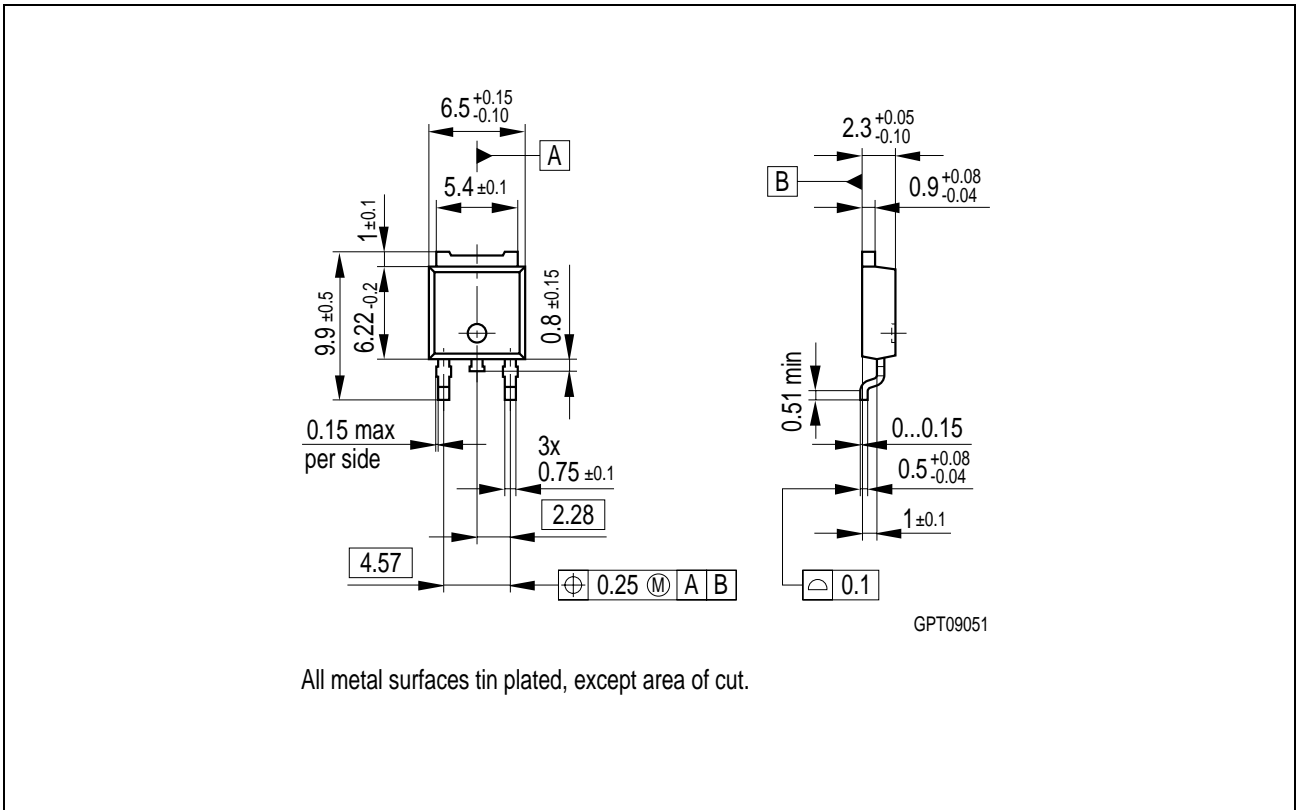 6.5 +0.15 -0.10
A
5.4 ±0.1
1±0.1
9.9 ±0.5
6.22 -0.2
0.8 ±0.15
0.15 max
per side
3x
0.75 ±0.1
2.28
4.57
0.25 Ⓜ A B
2.3 +0.05 -0.10
B
0.9 +0.08 -0.04
0.51 min
0...0.15
0.5 +0.08 -0.04
1±0.1
0.1
GPT09051
All metal surfaces tin plated, except area of cut.